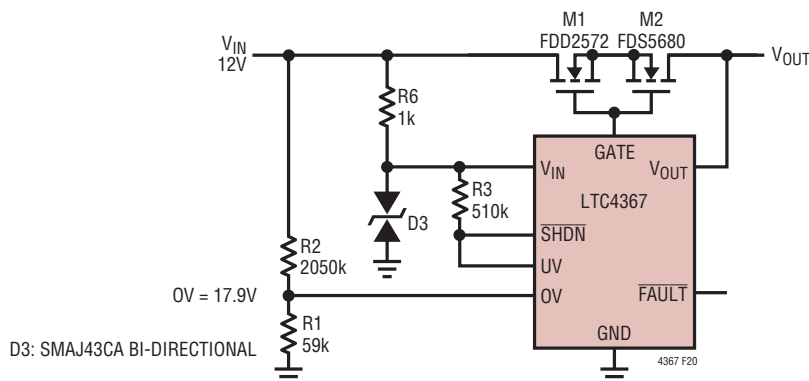 M1
FDD2572
M2
FDS5680
VIN
12V
VOUT
R6
1k
GATE
VIN
VOUT
R3
510k
LTC4367
D3
SHDN
UV
R2
2050k
OV = 17.9V
OV
FAULT
R1
59k
D3: SMAJ43CA BI-DIRECTIONAL
GND
4367 F20